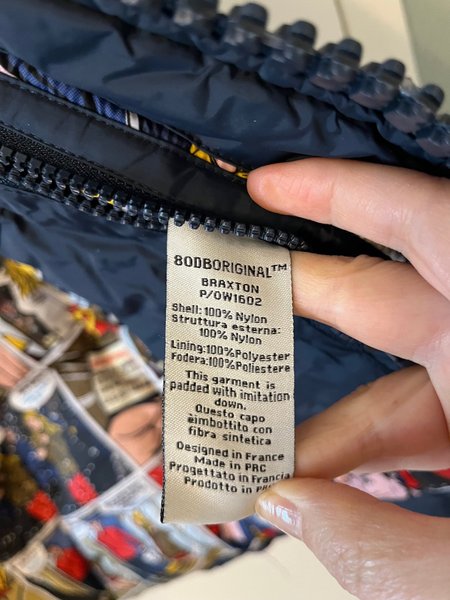 80DBORIGINAL™
BRAXTON
P/OW1602
Shell: 100% Nylon
Struttura esterna:
100% Nylon
Lining:100%Polyester
Fodera:100%Poliestere
This garment is
padded with imitation
down.
Questo capo
èimbottito con
fibra sintetica
Designed in France
Made in PRC
Progettato in Francia
Prodotto in